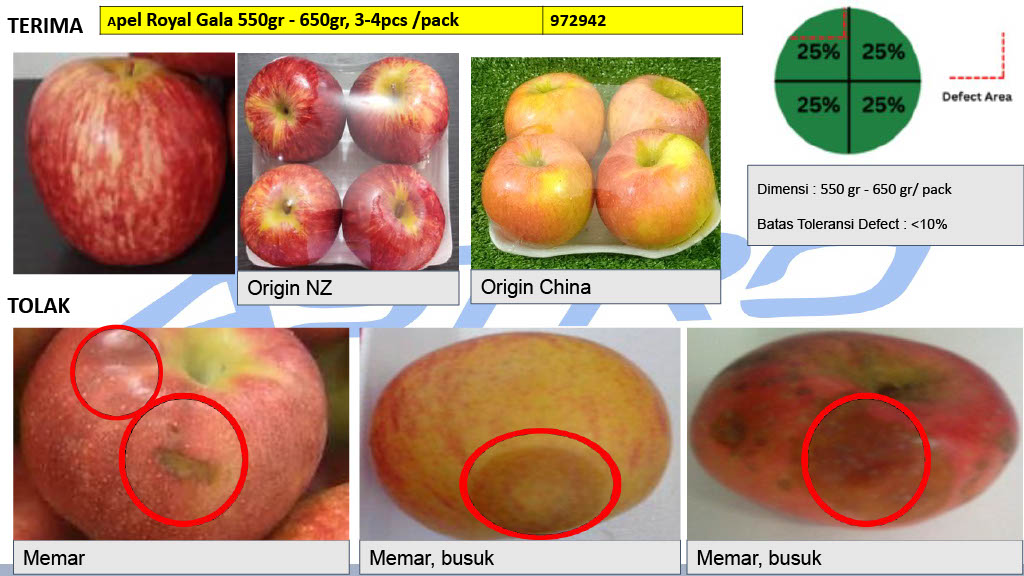 TERIMA
Apel Royal Gala 550gr - 650gr, 3-4pcs /pack
972942
25%
25%
25%
25%
Defect Area
Dimensi : 550 gr - 650 gr/ pack
Batas Toleransi Defect : <10%
Origin NZ
Origin China
TOLAK
Memar
Memar, busuk
Memar, busuk